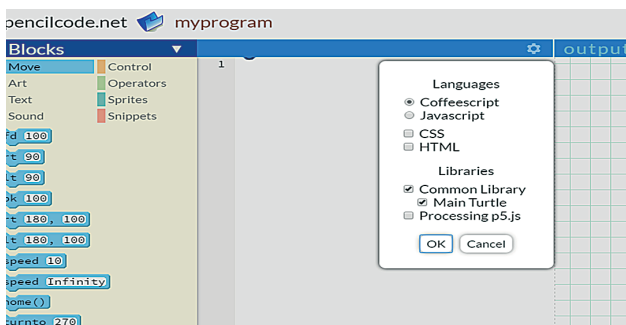 pencilcode.net myprogram
Blocks ▼
output
Move Control
Art Operators
Text Sprites
Sound Snippets
fd 100
rt 90
lt 90
bk 100
rt 180, 100
lt 180, 100
speed 10
speed Infinity
home()
turnto 270
1
Languages
Coffeescript
Javascript
CSS
HTML
Libraries
Common Library
Main Turtle
Processing p5.js
OK Cancel